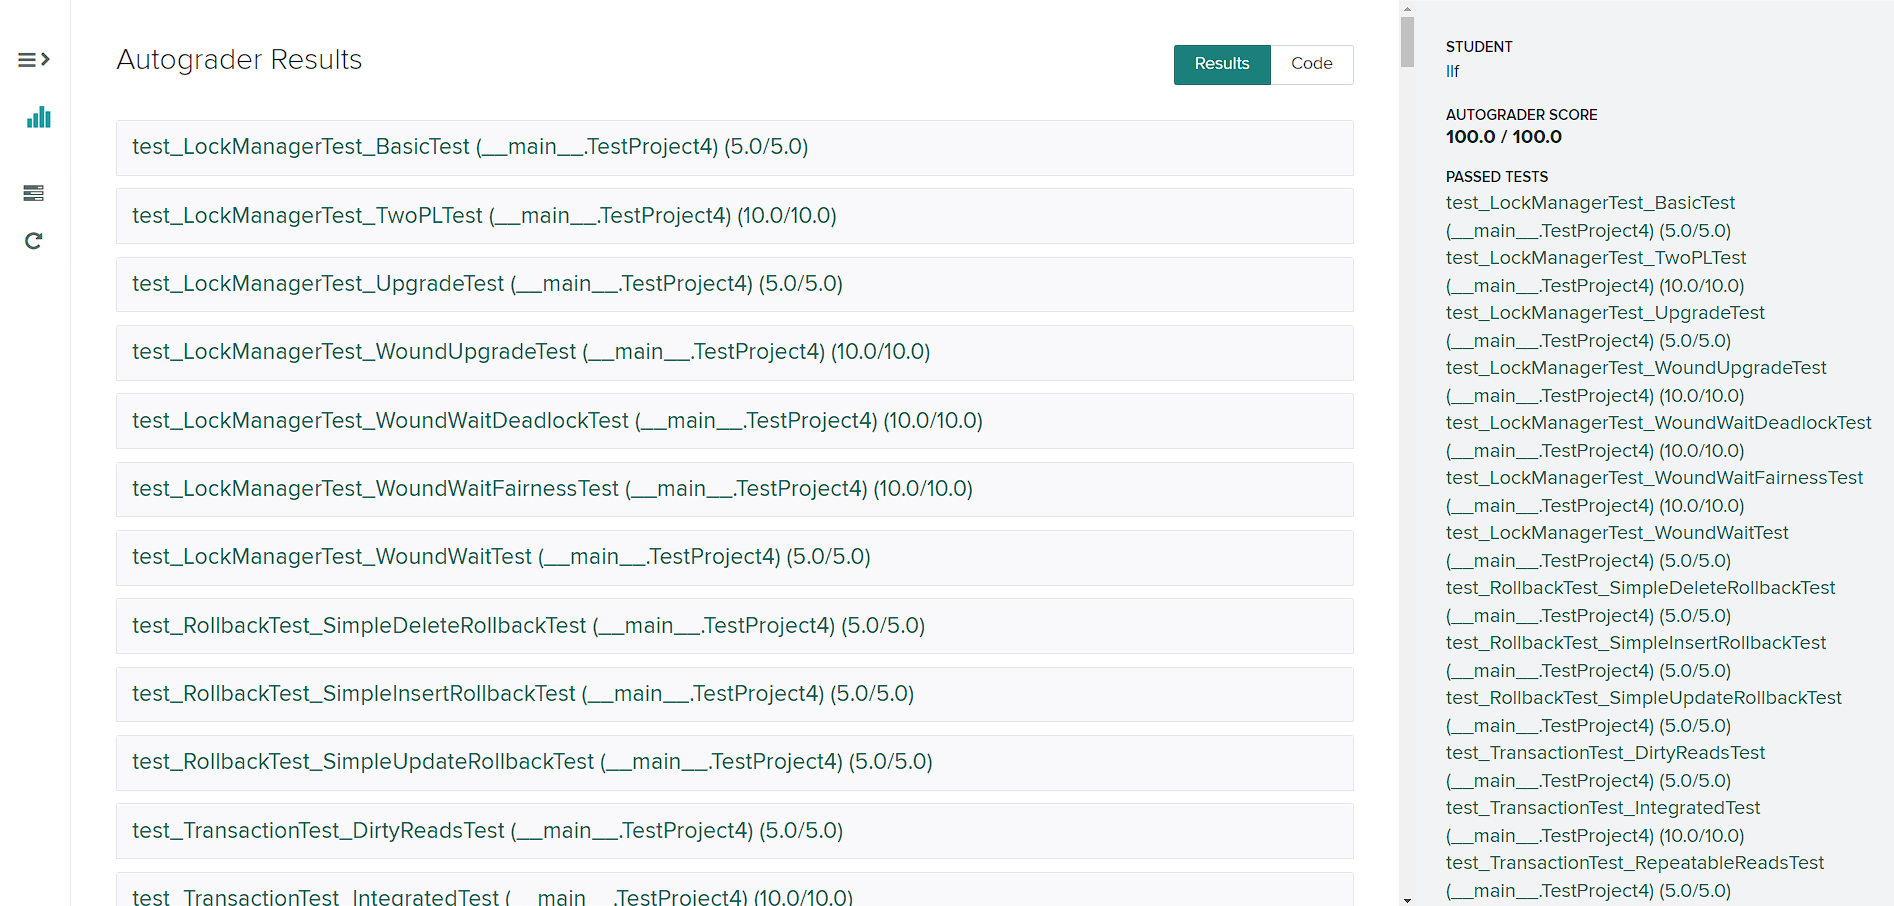 Autograder Results
Results
Code
test_LockManagerTest_BasicTest (__main__.TestProject4) (5.0/5.0)
test_LockManagerTest_TwoPLTest (__main__.TestProject4) (10.0/10.0)
test_LockManagerTest_UpgradeTest (__main__.TestProject4) (5.0/5.0)
test_LockManagerTest_WoundUpgradeTest (__main__.TestProject4) (10.0/10.0)
test_LockManagerTest_WoundWaitDeadlockTest (__main__.TestProject4) (10.0/10.0)
test_LockManagerTest_WoundWaitFairnessTest (__main__.TestProject4) (10.0/10.0)
test_LockManagerTest_WoundWaitTest (__main__.TestProject4) (5.0/5.0)
test_RollbackTest_SimpleDeleteRollbackTest (__main__.TestProject4) (5.0/5.0)
test_RollbackTest_SimpleInsertRollbackTest (__main__.TestProject4) (5.0/5.0)
test_RollbackTest_SimpleUpdateRollbackTest (__main__.TestProject4) (5.0/5.0)
test_TransactionTest_DirtyReadsTest (__main__.TestProject4) (5.0/5.0)
test_TransactionTest_IntegratedTest (__main__.TestProject4) (10.0/10.0)
STUDENT
llf
AUTOGRADER SCORE
100.0 / 100.0
PASSED TESTS
test_LockManagerTest_BasicTest
(__main__.TestProject4) (5.0/5.0)
test_LockManagerTest_TwoPLTest
(__main__.TestProject4) (10.0/10.0)
test_LockManagerTest_UpgradeTest
(__main__.TestProject4) (5.0/5.0)
test_LockManagerTest_WoundUpgradeTest
(__main__.TestProject4) (10.0/10.0)
test_LockManagerTest_WoundWaitDeadlockTest
(__main__.TestProject4) (10.0/10.0)
test_LockManagerTest_WoundWaitFairnessTest
(__main__.TestProject4) (10.0/10.0)
test_LockManagerTest_WoundWaitTest
(__main__.TestProject4) (5.0/5.0)
test_RollbackTest_SimpleDeleteRollbackTest
(__main__.TestProject4) (5.0/5.0)
test_RollbackTest_SimpleInsertRollbackTest
(__main__.TestProject4) (5.0/5.0)
test_RollbackTest_SimpleUpdateRollbackTest
(__main__.TestProject4) (5.0/5.0)
test_TransactionTest_DirtyReadsTest
(__main__.TestProject4) (5.0/5.0)
test_TransactionTest_IntegratedTest
(__main__.TestProject4) (10.0/10.0)
test_TransactionTest_RepeatableReadsTest
(__main__.TestProject4) (5.0/5.0)